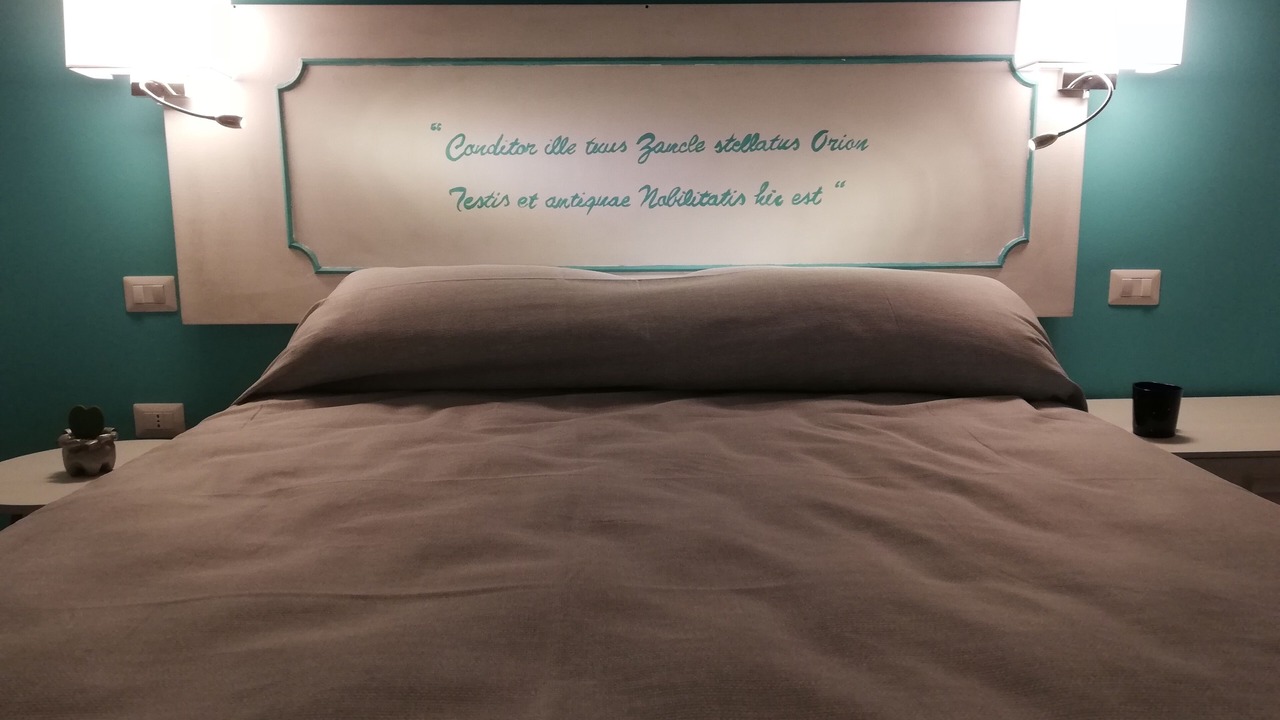 “ Conditor ille tuus Zancle stellatus Orion
Testis et antiquae Nobilitatis hic est “